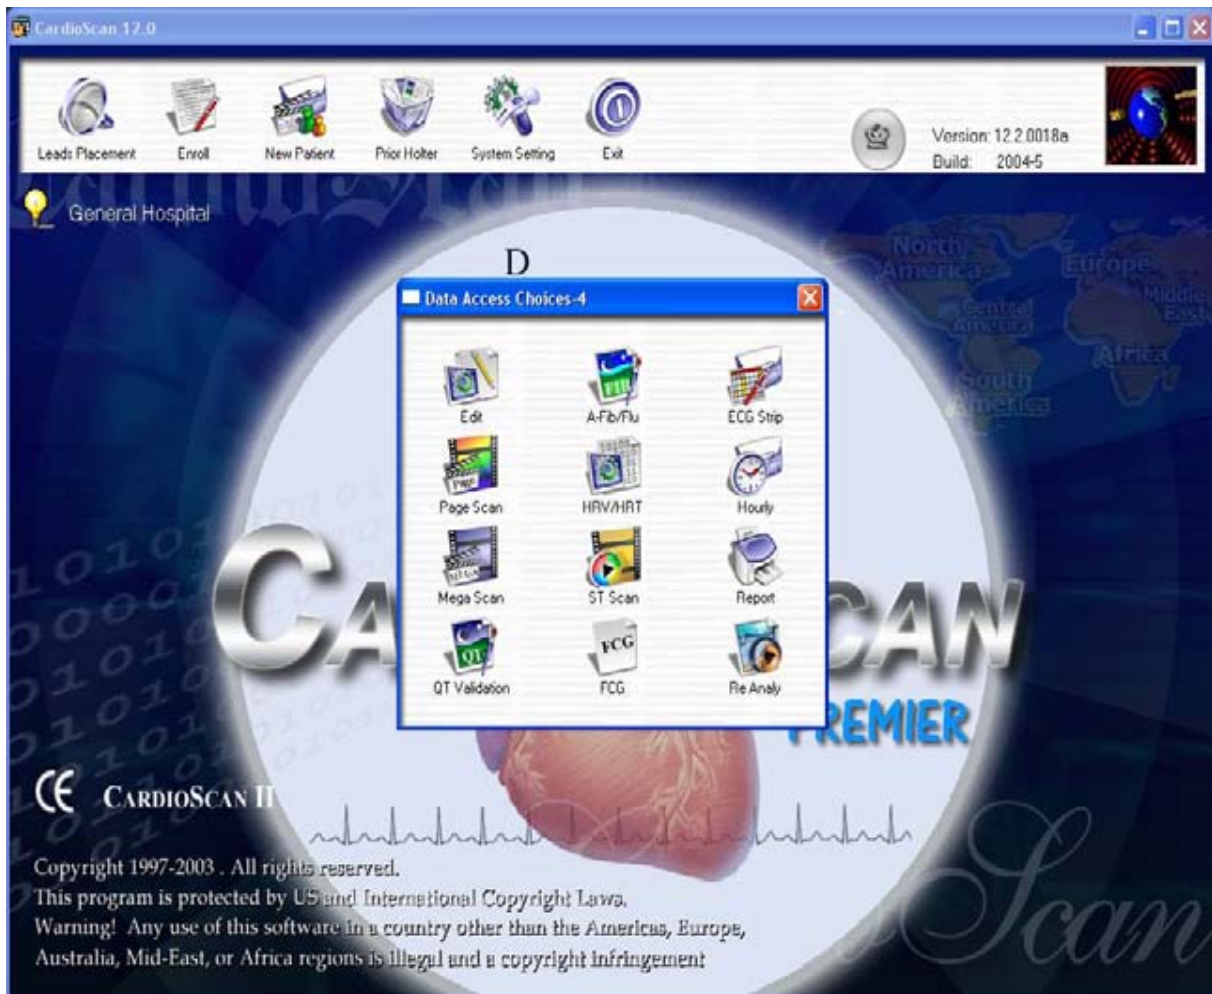 CardioScan 12.0
Leads Placement Enroll New Patient Prior Holter System Setting Exit
Version: 12.2.0018a
Build: 2004-5
General Hospital
North America
Europe
Middle East
Central America
Africa
South America
D
Data Access Choices-4
Edit A-Fib/Flu ECG Strip
Page Scan HRV/HRT Hourly
Mega Scan ST Scan Report
QT Validation FCG Re Analy
CA SCAN
PREMIER
CE CARDIOSCAN II
Copyright 1997-2003 . All rights reserved.
This program is protected by US and International Copyright Laws.
Warning! Any use of this software in a country other than the Americas, Europe,
Australia, Mid-East, or Africa regions is illegal and a copyright infringement
Scan